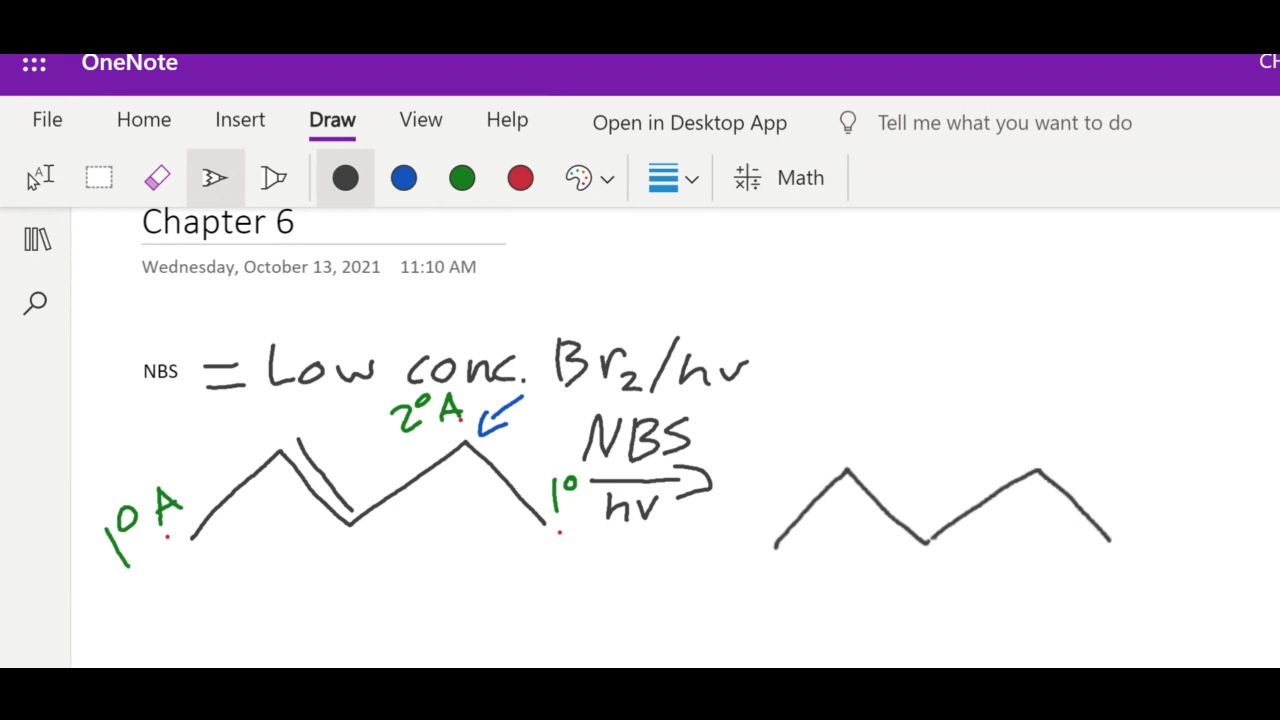 OneNote
CH
File Home Insert Draw View Help Open in Desktop App Tell me what you want to do
AI Math
Chapter 6
Wednesday, October 13, 2021 11:10 AM
NBS = Low conc. Br₂/hv
2° A
NBS
1° A 1° hv